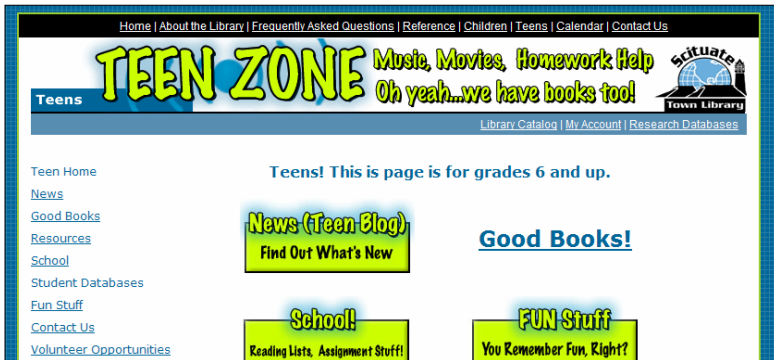 Home | About the Library | Frequently Asked Questions | Reference | Children | Teens | Calendar | Contact Us
TEEN ZONE
Music, Movies, Homework Help
Oh yeah...we have books too!
Scituate
Town Library
Teens
Library Catalog | My Account | Research Databases
Teen Home
News
Good Books
Resources
School
Student Databases
Fun Stuff
Contact Us
Volunteer Opportunities
Teens! This is page is for grades 6 and up.
News (Teen Blog)
Find Out What's New
Good Books!
School!
Reading Lists, Assignment Stuff!
FUN Stuff
You Remember Fun, Right?